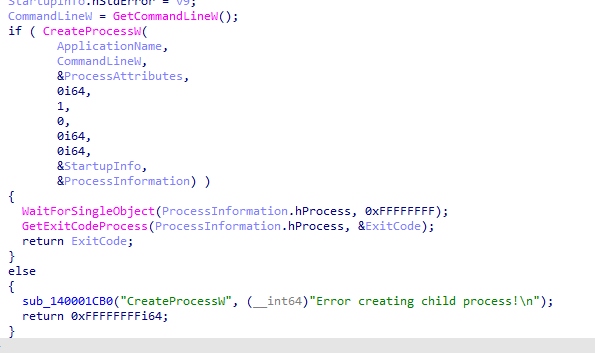 StartupInfo.hStdError = v9;
CommandLineW = GetCommandLineW();
if ( CreateProcessW(
ApplicationName,
CommandLineW,
&ProcessAttributes,
0i64,
1,
0,
0i64,
0i64,
&StartupInfo,
&ProcessInformation) )
{
WaitForSingleObject(ProcessInformation.hProcess, 0xFFFFFFFF);
GetExitCodeProcess(ProcessInformation.hProcess, &ExitCode);
return ExitCode;
}
else
{
sub_140001CB0("CreateProcessW", (__int64)"Error creating child process!\n");
return 0xFFFFFFFFi64;
}